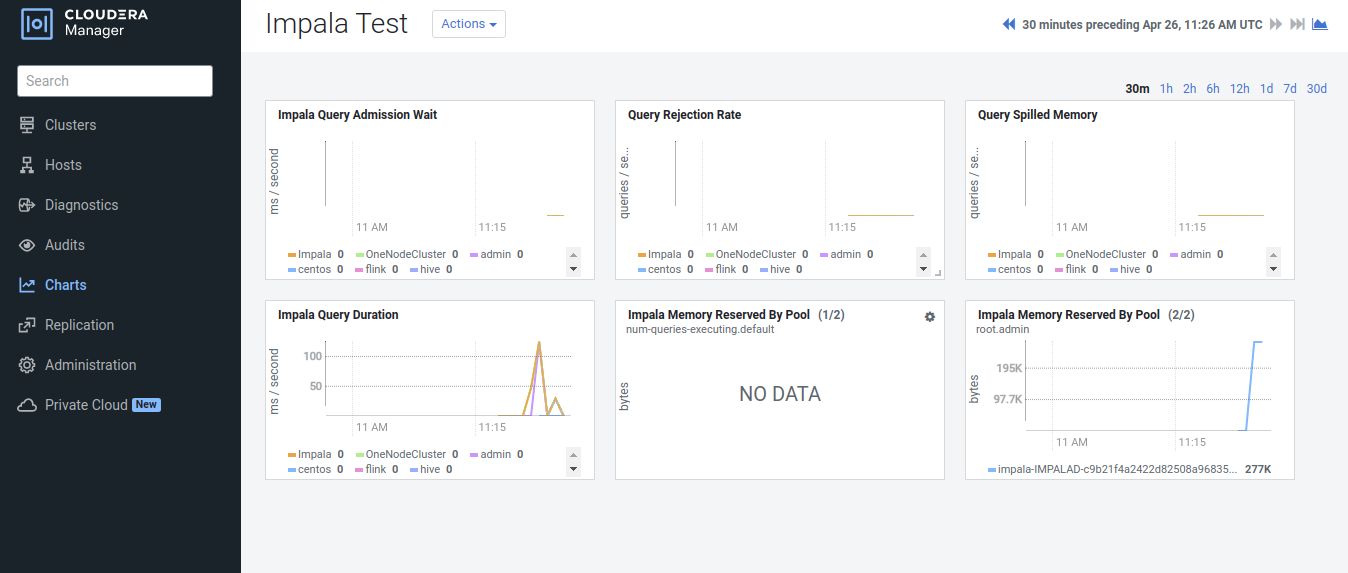 CLOUDERA
Manager
Search
Clusters
Hosts
Diagnostics
Audits
Charts
Replication
Administration
Private Cloud New
Impala Test
Actions
30 minutes preceding Apr 26, 11:26 AM UTC
30m 1h 2h 6h 12h 1d 7d 30d
Impala Query Admission Wait
ms / second
11 AM 11:15
Impala 0 OneNodeCluster 0 admin 0
centos 0 flink 0 hive 0
Query Rejection Rate
queries / se...
11 AM 11:15
Impala 0 OneNodeCluster 0 admin 0
centos 0 flink 0 hive 0
Query Spilled Memory
queries / se...
11 AM 11:15
Impala 0 OneNodeCluster 0 admin 0
centos 0 flink 0 hive 0
Impala Query Duration
ms / second
100
50
11 AM 11:15
Impala 0 OneNodeCluster 0 admin 0
centos 0 flink 0 hive 0
Impala Memory Reserved By Pool (1/2)
num-queries-executing.default
bytes
NO DATA
Impala Memory Reserved By Pool (2/2)
root.admin
bytes
195K
97.7K
11 AM 11:15
impala-IMPALAD-c9b21f4a2422d82508a96835... 277K